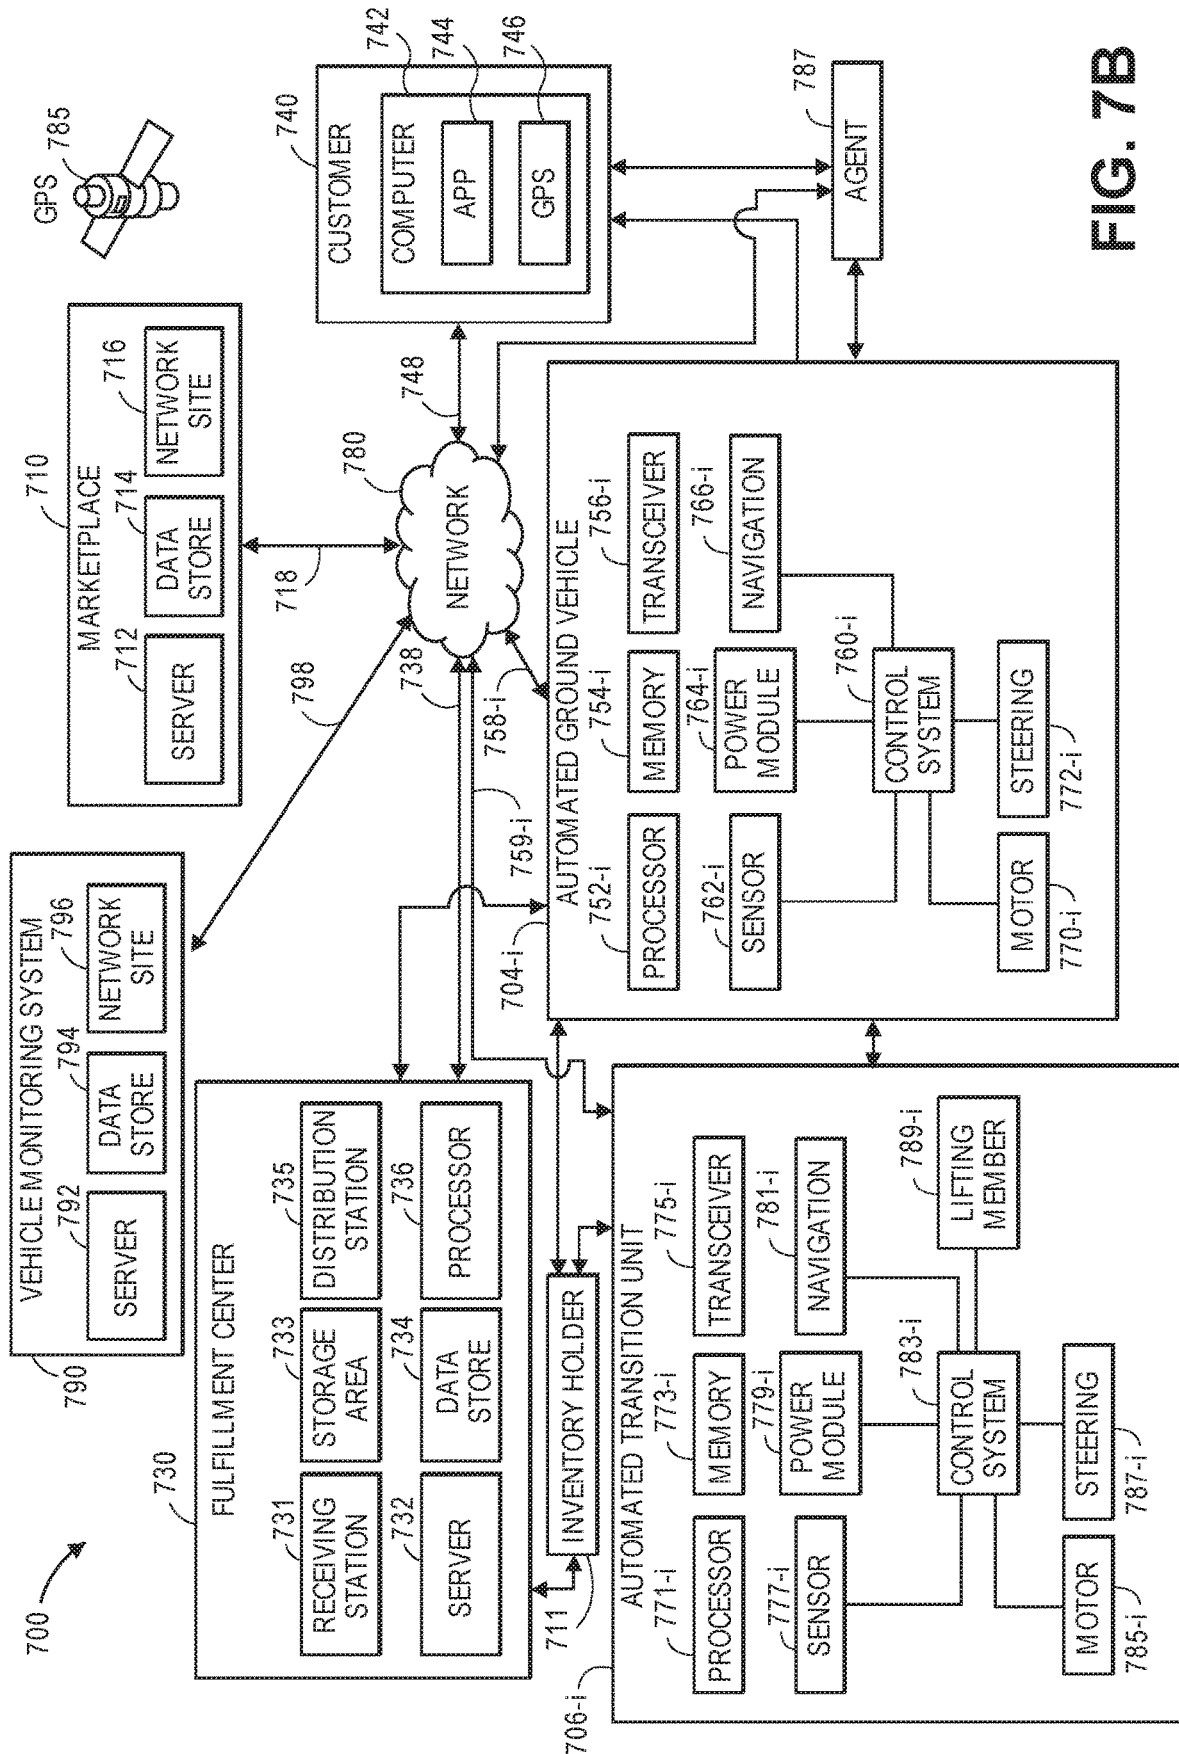 700
VEHICLE MONITORING SYSTEM
790
792
SERVER
794
DATA
STORE
796
NETWORK
SITE
798
710
MARKETPLACE
712
SERVER
714
DATA
STORE
716
NETWORK
SITE
718
GPS
785
730
FULFILLMENT CENTER
731
RECEIVING
STATION
733
STORAGE
AREA
735
DISTRIBUTION
STATION
732
SERVER
734
DATA
STORE
736
PROCESSOR
738
759-i
758-i
780
NETWORK
748
740
CUSTOMER
742
COMPUTER
744
APP
746
GPS
711
INVENTORY HOLDER
704-i
AUTOMATED GROUND VEHICLE
752-i
PROCESSOR
754-i
MEMORY
756-i
TRANSCEIVER
762-i
SENSOR
764-i
POWER
MODULE
766-i
NAVIGATION
760-i
CONTROL
SYSTEM
MOTOR
770-i
STEERING
772-i
787
AGENT
706-i
AUTOMATED TRANSITION UNIT
771-i
PROCESSOR
773-i
MEMORY
775-i
TRANSCEIVER
777-i
SENSOR
779-i
POWER
MODULE
781-i
NAVIGATION
783-i
CONTROL
SYSTEM
789-i
LIFTING
MEMBER
MOTOR
785-i
STEERING
787-i
FIG. 7B